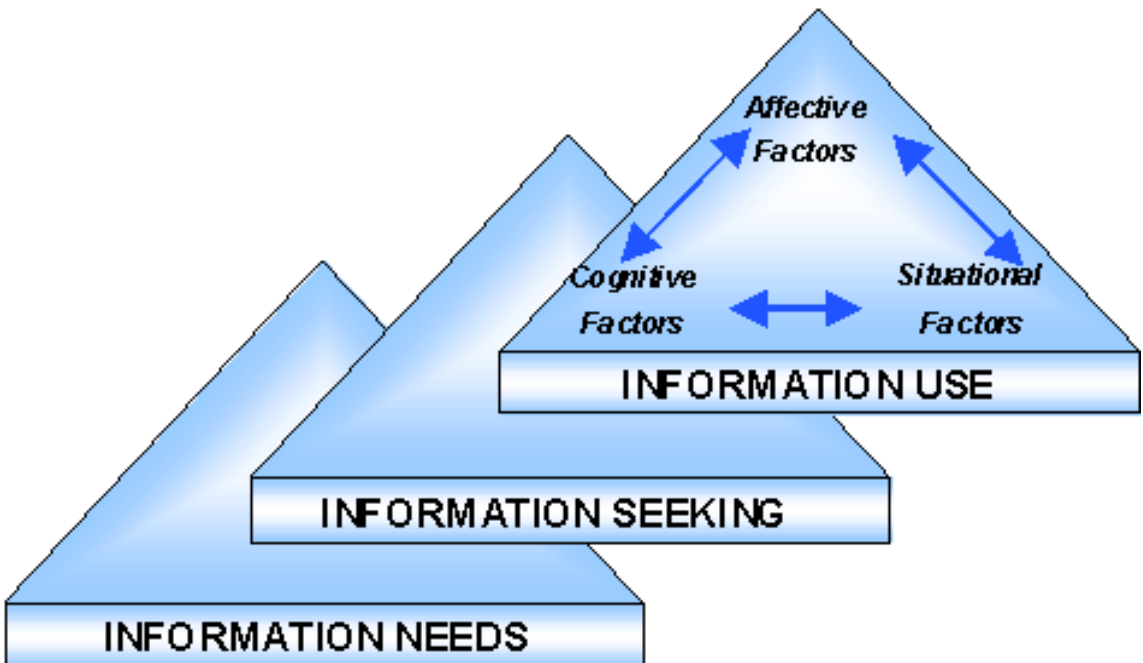 Affective
Factors
Cognitive
Factors
Situational
Factors
INFORMATION USE
INFORMATION SEEKING
INFORMATION NEEDS